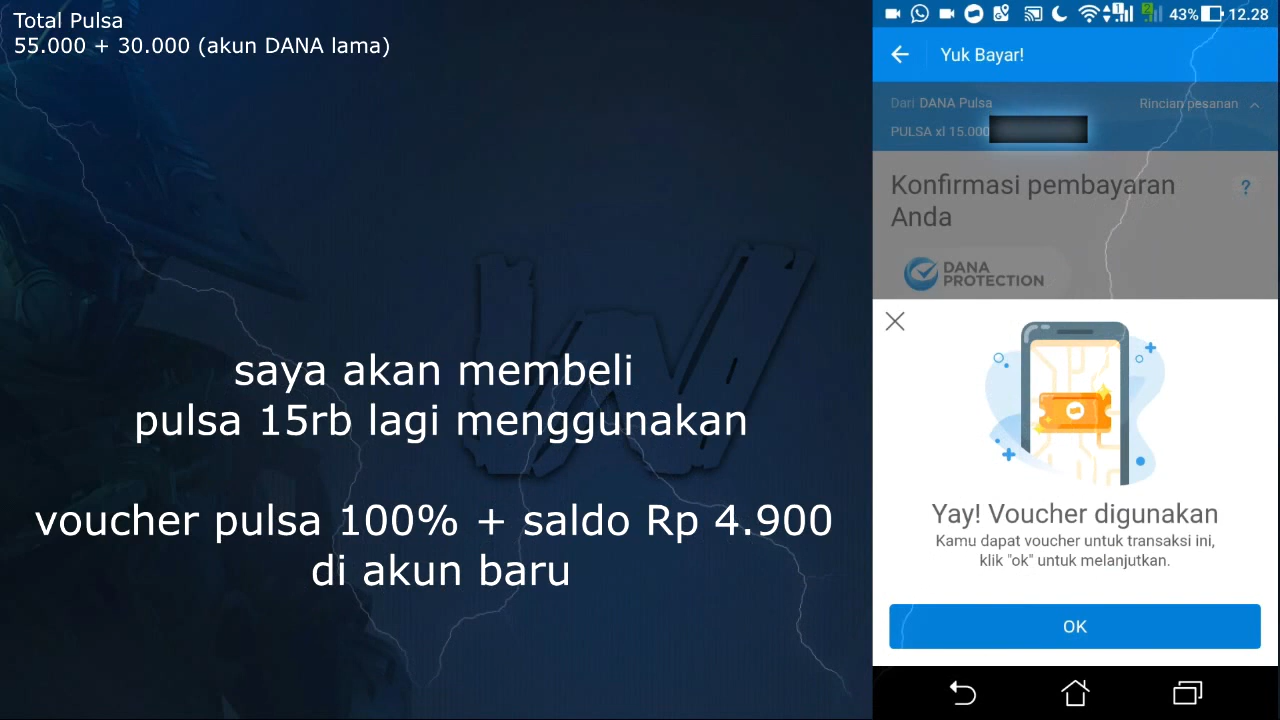 Total Pulsa
55.000 + 30.000 (akun DANA lama)
saya akan membeli
pulsa 15rb lagi menggunakan
voucher pulsa 100% + saldo Rp 4.900
di akun baru
43% 12.28
Yuk Bayar!
Dari DANA Pulsa
Rincian pesanan
PULSA xl 15.000
Konfirmasi pembayaran
Anda
?
DANA
PROTECTION
Yay! Voucher digunakan
Kamu dapat voucher untuk transaksi ini,
klik "ok" untuk melanjutkan.
OK